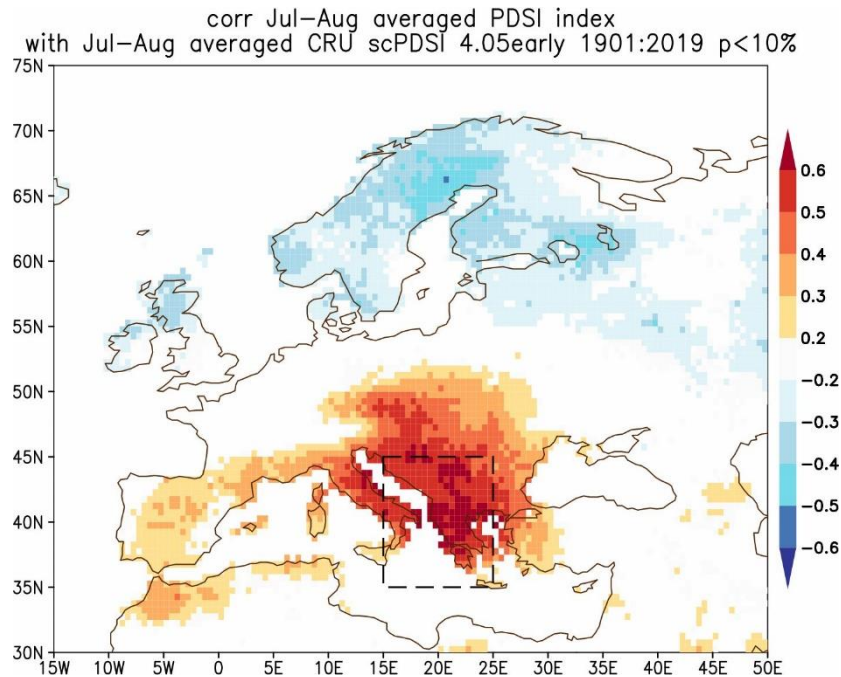 corr Jul-Aug averaged PDSI index
with Jul-Aug averaged CRU scPDSI 4.05early 1901:2019 p<10%
75N
70N
65N
60N
55N
50N
45N
40N
35N
30N
15W 10W 5W 0 5E 10E 15E 20E 25E 30E 35E 40E 45E 50E
0.6
0.5
0.4
0.3
0.2
-0.2
-0.3
-0.4
-0.5
-0.6